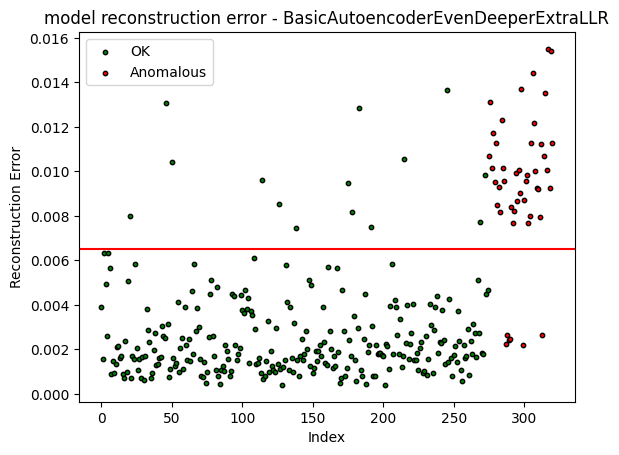 model reconstruction error - BasicAutoencoderEvenDeeperExtraLLR
OK
Anomalous
0.016
0.014
0.012
0.010
0.008
0.006
0.004
0.002
0.000
Reconstruction Error
0 50 100 150 200 250 300
Index